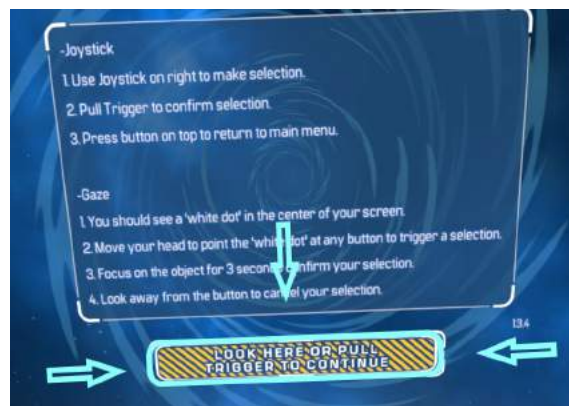 -Joystick
1. Use Joystick on right to make selection.
2. Pull Trigger to confirm selection.
3. Press button on top to return to main menu.
-Gaze
1. You should see a 'white dot' in the center of your screen.
2. Move your head to point the 'white dot' at any button to trigger a selection.
3. Focus on the object for 3 seconds confirm your selection.
4. Look away from the button to cancel your selection.
1.3.4
LOOK HERE OR PULL
TRIGGER TO CONTINUE